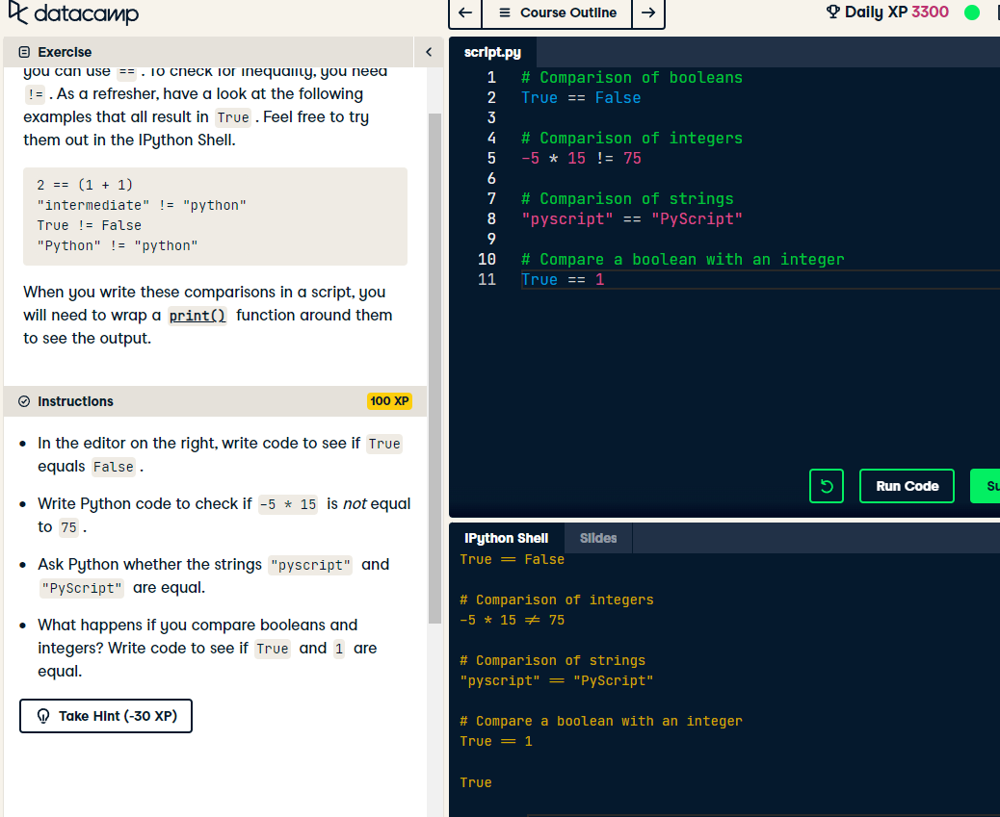 datacamp
Course Outline
Daily XP 3300
Exercise
you can use == . To check for inequality, you need
!= . As a refresher, have a look at the following
examples that all result in True . Feel free to try
them out in the IPython Shell.
2 == (1 + 1)
"intermediate" != "python"
True != False
"Python" != "python"
When you write these comparisons in a script, you
will need to wrap a print() function around them
to see the output.
Instructions
100 XP
In the editor on the right, write code to see if True
equals False .
Write Python code to check if -5 * 15 is not equal
to 75 .
Ask Python whether the strings "pyscript" and
"PyScript" are equal.
What happens if you compare booleans and
integers? Write code to see if True and 1 are
equal.
Take Hint (-30 XP)
script.py
1 # Comparison of booleans
2 True == False
3
4 # Comparison of integers
5 -5 * 15 != 75
6
7 # Comparison of strings
8 "pyscript" == "PyScript"
9
10 # Compare a boolean with an integer
11 True == 1
Run Code
Su
IPython Shell
Slides
True == False
# Comparison of integers
-5 * 15 != 75
# Comparison of strings
"pyscript" == "PyScript"
# Compare a boolean with an integer
True == 1
True